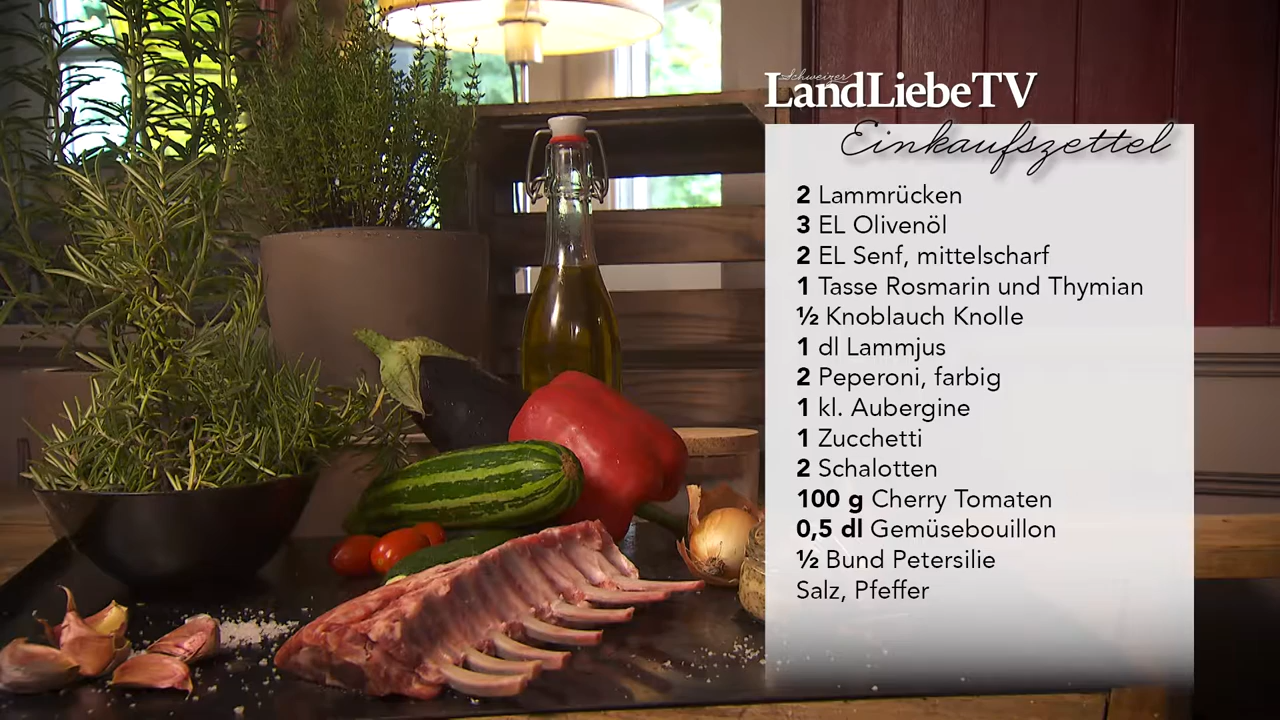 Schweizer
LandLiebeTV
Einkaufszettel
2 Lammrücken
3 EL Olivenöl
2 EL Senf, mittelscharf
1 Tasse Rosmarin und Thymian
½ Knoblauch Knolle
1 dl Lammjus
2 Peperoni, farbig
1 kl. Aubergine
1 Zucchetti
2 Schalotten
100 g Cherry Tomaten
0,5 dl Gemüsebouillon
½ Bund Petersilie
Salz, Pfeffer